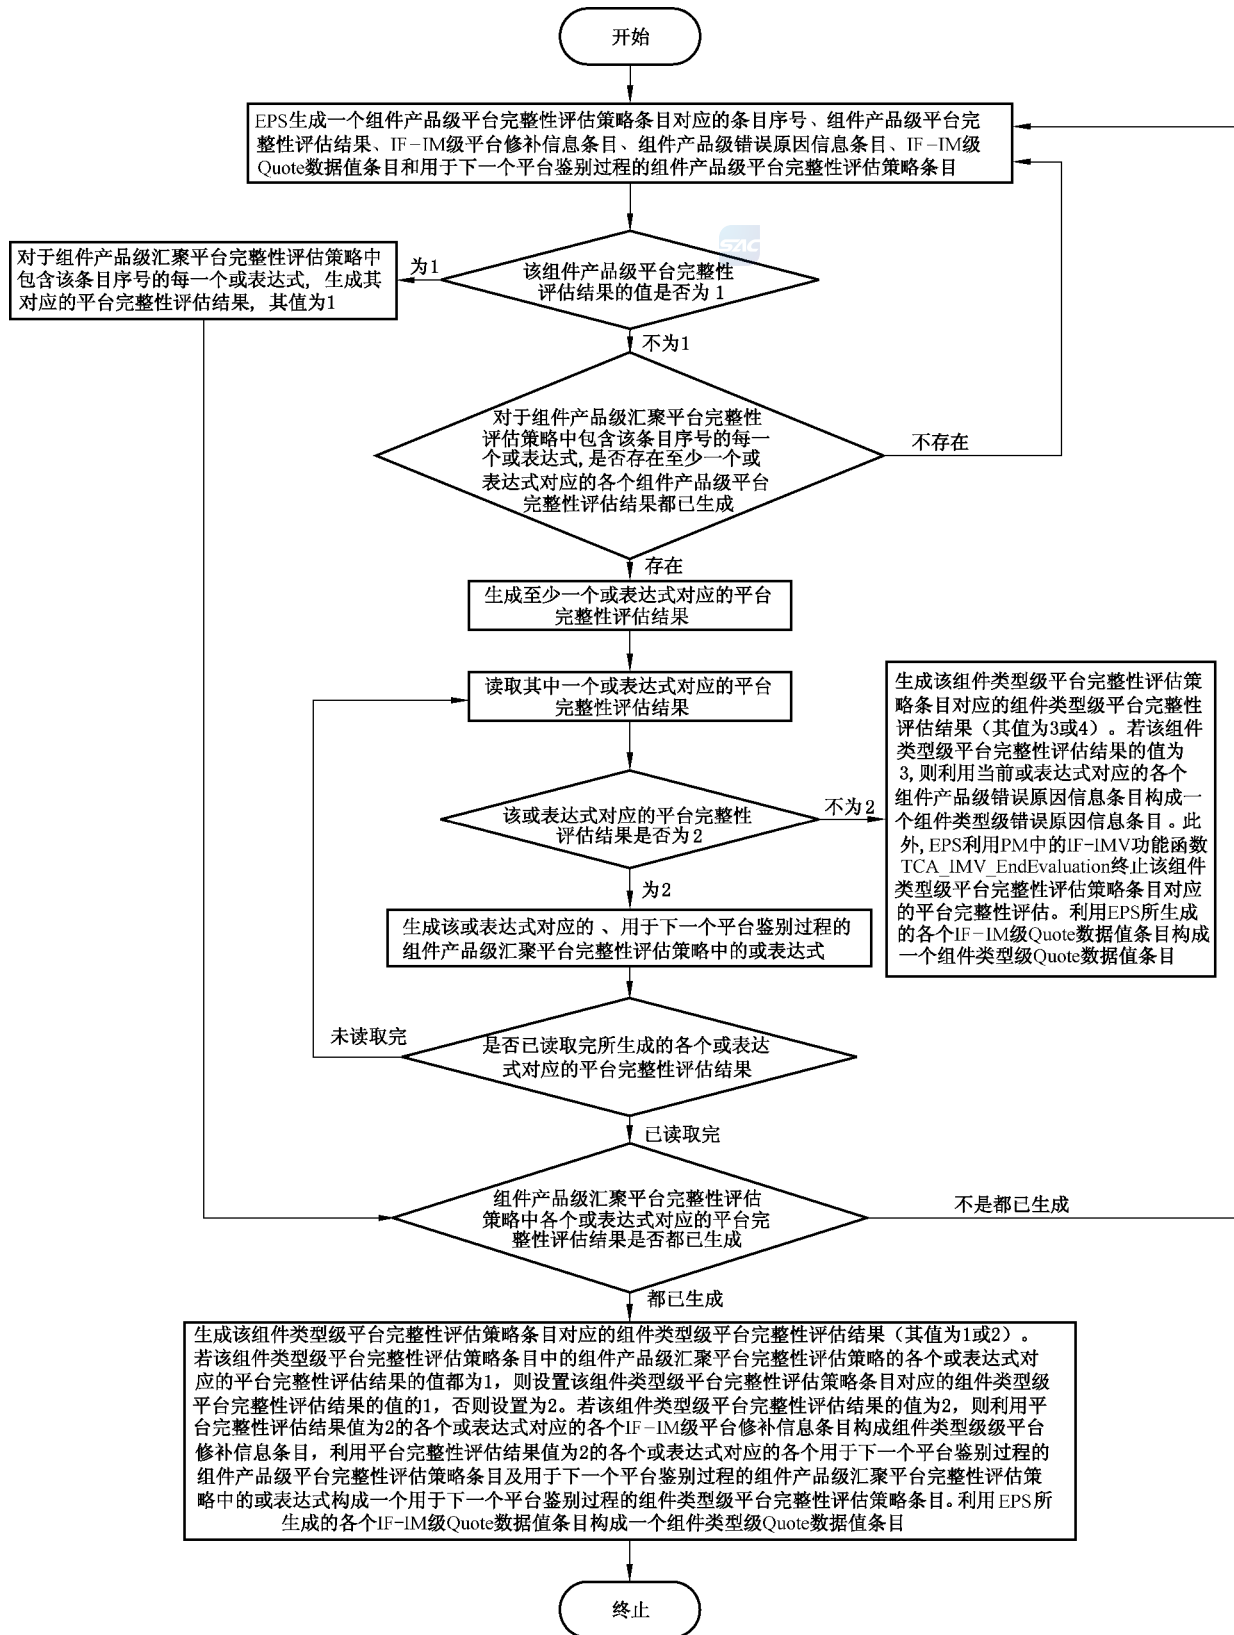 开始
EPS生成一个组件产品级平台完整性评估策略条目对应的条目序号、组件产品级平台完
整性评估结果、IF-IM级平台修补信息条目、组件产品级错误原因信息条目、IF-IM级
Quote数据值条目和用于下一个平台鉴别过程的组件产品级平台完整性评估策略条目
SAC
对于组件产品级汇聚平台完整性评估策略中
包含该条目序号的每一个或表达式，生成其
对应的平台完整性评估结果，其值为1
为1
该组件产品级平台完整性
评估结果的值是否为1
不为1
对于组件产品级汇聚平台完整性
评估策略中包含该条目序号的每一
个或表达式,是否存在至少一个或
表达式对应的各个组件产品级平台
完整性评估结果都已生成
不存在
存在
生成至少一个或表达式对应的平台
完整性评估结果
读取其中一个或表达式对应的平台
完整性评估结果
该或表达式对应的平台完整性
评估结果是否为2
不为2
生成该组件类型级平台完整性评估策
略条目对应的组件类型级平台完整性
评估结果（其值为3或4）。若该组件
类型级平台完整性评估结果的值为
3,则利用当前或表达式对应的各个
组件产品级错误原因信息条目构成一
个组件类型级错误原因信息条目。此
外,EPS利用PM中的IF-IMV功能函数
TCA_IMV_EndEvaluation终止该组件
类型级平台完整性评估策略条目对应
的平台完整性评估。利用EPS所生成
的各个IF-IM级Quote数据值条目构成
一个组件类型级Quote数据值条目
为2
生成该或表达式对应的 、用于下一个平台鉴别过程的
组件产品级汇聚平台完整性评估策略中的或表达式
未读取完
是否已读取完所生成的各个或表达
式对应的平台完整性评估结果
已读取完
组件产品级汇聚平台完整性评估
策略中各个或表达式对应的平台完
整性评估结果是否都已生成
不是都已生成
都已生成
生成该组件类型级平台完整性评估策略条目对应的组件类型级平台完整性评估结果（其值为1或2）。
若该组件类型级平台完整性评估策略条目中的组件产品级汇聚平台完整性评估策略的各个或表达式对
应的平台完整性评估结果的值都为1，则设置该组件类型级平台完整性评估策略条目对应的组件类型级
平台完整性评估结果的值的1，否则设置为2。若该组件类型级平台完整性评估结果的值为2，则利用平
台完整性评估结果值为2的各个或表达式对应的各个IF-IM级平台修补信息条目构成组件类型级级平台
修补信息条目，利用平台完整性评估结果值为2的各个或表达式对应的各个用于下一个平台鉴别过程的
组件产品级平台完整性评估策略条目及用于下一个平台鉴别过程的组件产品级汇聚平台完整性评估策
略中的或表达式构成一个用于下一个平台鉴别过程的组件类型级平台完整性评估策略条目。利用EPS所
生成的各个IF-IM级Quote数据值条目构成一个组件类型级Quote数据值条目
终止